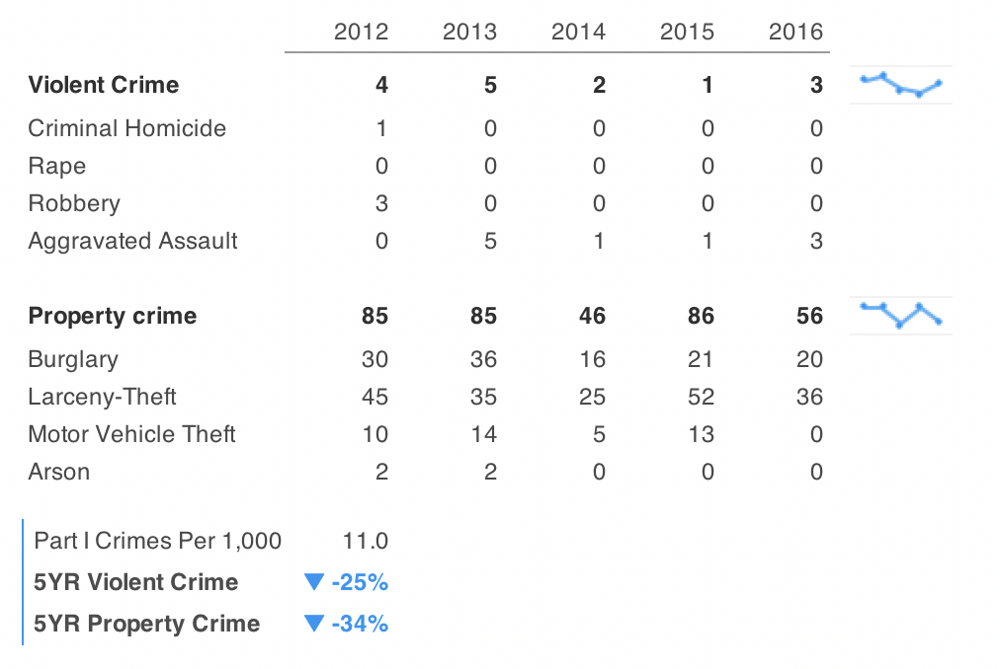 2012 2013 2014 2015 2016
Violent Crime 4 5 2 1 3
Criminal Homicide 1 0 0 0 0
Rape 0 0 0 0 0
Robbery 3 0 0 0 0
Aggravated Assault 0 5 1 1 3
Property crime 85 85 46 86 56
Burglary 30 36 16 21 20
Larceny-Theft 45 35 25 52 36
Motor Vehicle Theft 10 14 5 13 0
Arson 2 2 0 0 0
Part I Crimes Per 1,000 11.0
5YR Violent Crime ▼ -25%
5YR Property Crime ▼ -34%